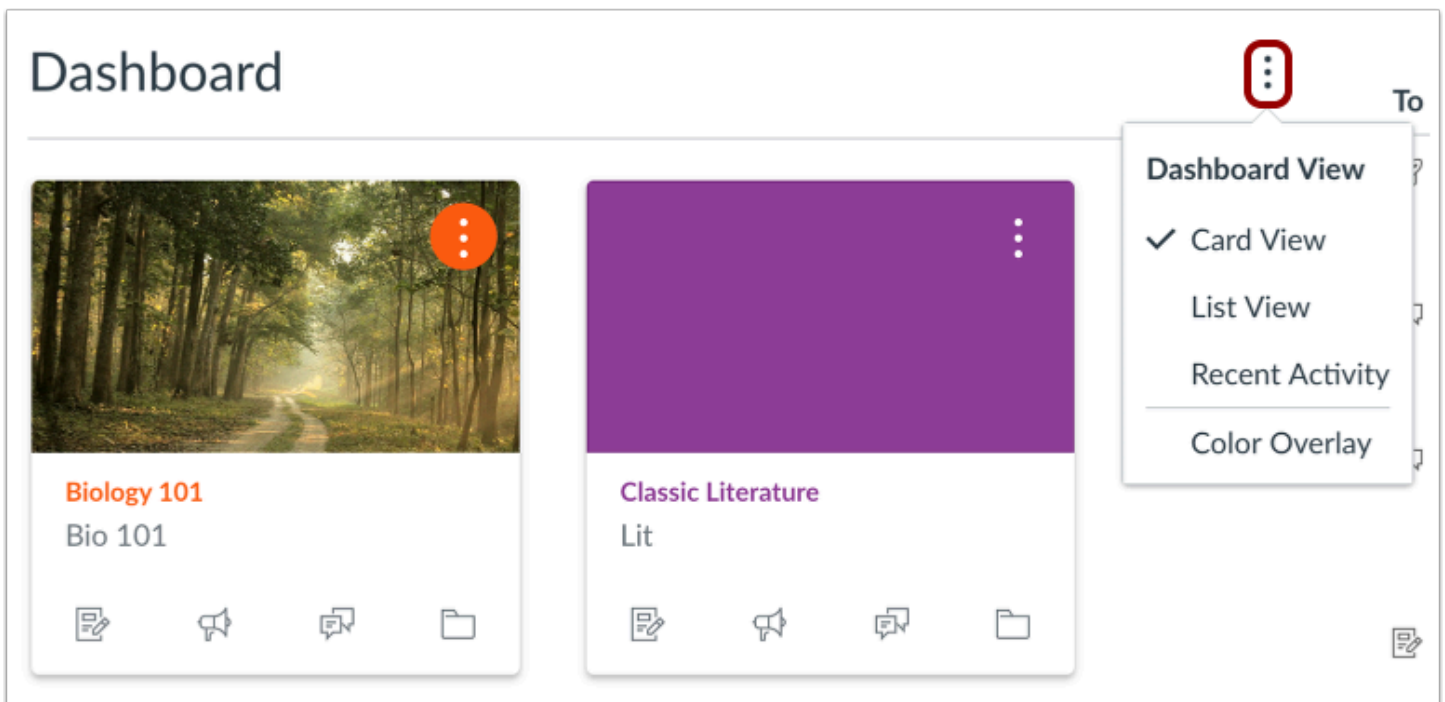 Dashboard
To
Dashboard View
Card View
List View
Recent Activity
Color Overlay
Biology 101
Bio 101
Classic Literature
Lit